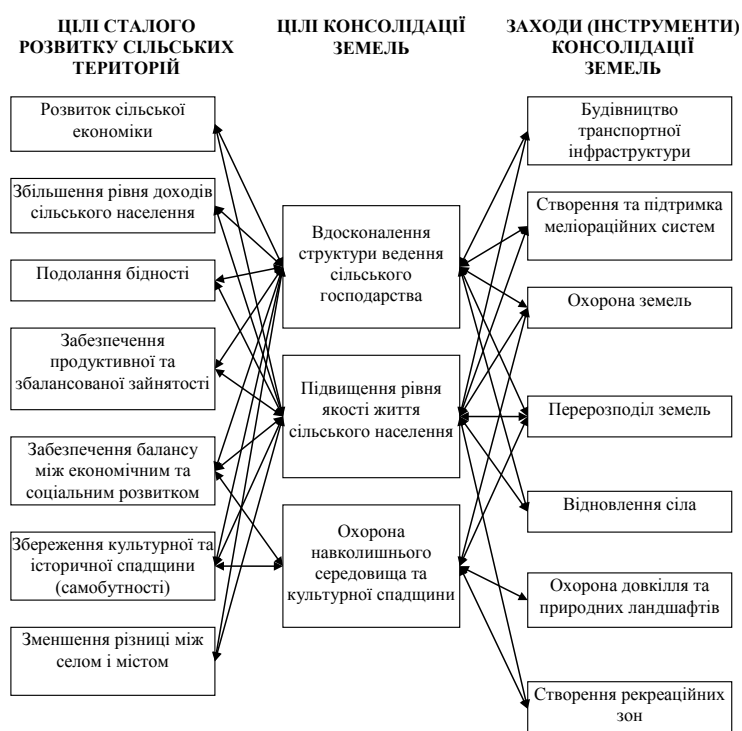 ЦІЛІ СТАЛОГО
РОЗВИТКУ СІЛЬСЬКИХ
ТЕРИТОРІЙ
ЦІЛІ КОНСОЛІДАЦІЇ
ЗЕМЕЛЬ
ЗАХОДИ (ІНСТРУМЕНТИ)
КОНСОЛІДАЦІЇ
ЗЕМЕЛЬ
Розвиток сільської
економіки
Збільшення рівня доходів
сільського населення
Подолання бідності
Забезпечення
продуктивної та
збалансованої зайнятості
Забезпечення балансу
між економічним та
соціальним розвитком
Збереження культурної та
історичної спадщини
(самобутності)
Зменшення різниці між
селом і містом
Вдосконалення
структури ведення
сільського
господарства
Підвищення рівня
якості життя
сільського населення
Охорона
навколишнього
середовища та
культурної спадщини
Будівництво
транспортної
інфраструктури
Створення та підтримка
меліораційних систем
Охорона земель
Перерозподіл земель
Відновлення сіла
Охорона довкілля та
природних ландшафтів
Створення рекреаційних
зон